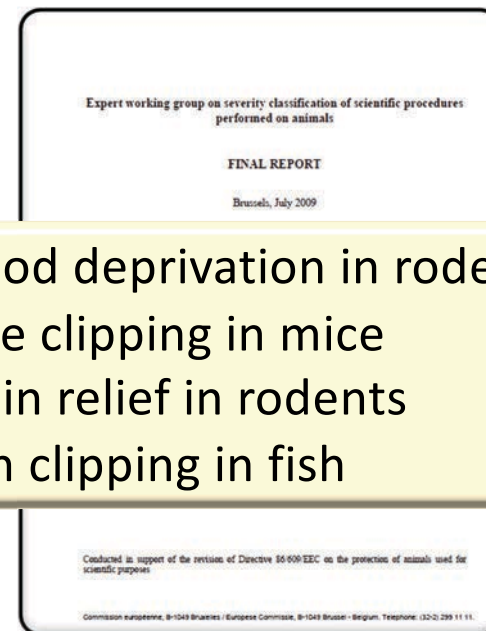 Expert working group on severity classification of scientific procedures
performed on animals
FINAL REPORT
Brussels, July 2009
od deprivation in rode
e clipping in mice
in relief in rodents
n clipping in fish
Conducted in support of the revision of Directive 86/609/EEC on the protection of animals used for
scientific purposes
Commission européenne, B-1049 Bruxelles / Europese Commissie, B-1049 Brussel - Belgium. Telephone: (32-2) 299 11 11.